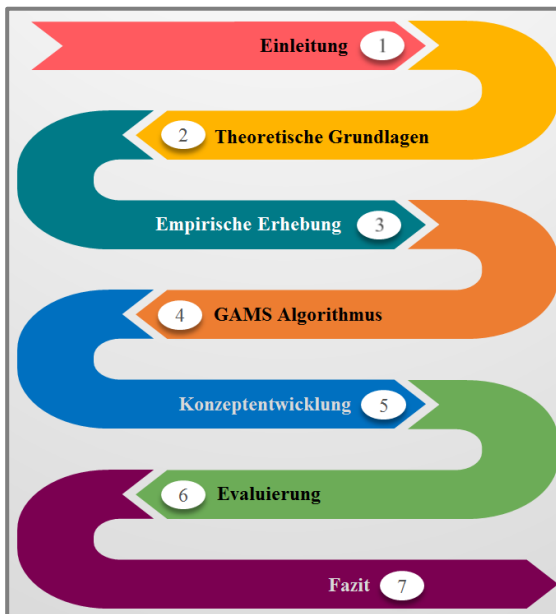 Einleitung 1
2 Theoretische Grundlagen
Empirische Erhebung 3
4 GAMS Algorithmus
Konzeptentwicklung 5
6 Evaluierung
Fazit 7